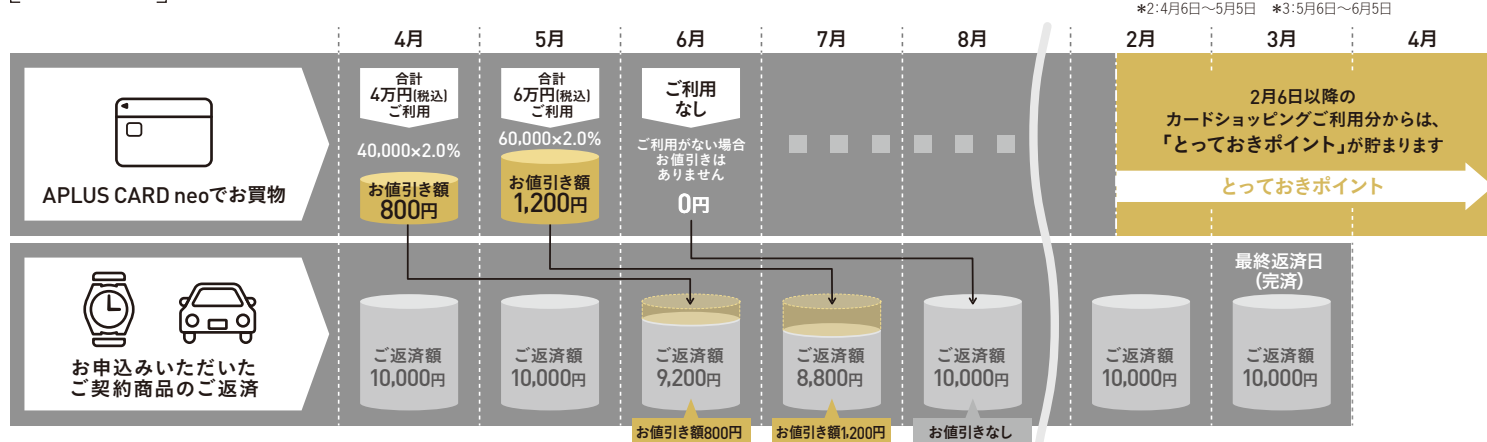 *2:4月6日〜5月5日 *3:5月6日〜6月5日
4月 5月 6月 7月 8月 2月 3月 4月
APLUS CARD neoでお買物
合計
4万円(税込)
ご利用
40,000×2.0%
お値引き額
800円
合計
6万円(税込)
ご利用
60,000×2.0%
お値引き額
1,200円
ご利用
なし
ご利用がない場合
お値引きは
ありません
0円
2月6日以降の
カードショッピングご利用分からは、
「とっておきポイント」が貯まります
とっておきポイント
お申込みいただいた
ご契約商品のご返済
ご返済額
10,000円
ご返済額
10,000円
ご返済額
9,200円
お値引き額800円
ご返済額
8,800円
お値引き額1,200円
ご返済額
10,000円
お値引きなし
ご返済額
10,000円
最終返済日
(完済)
ご返済額
10,000円